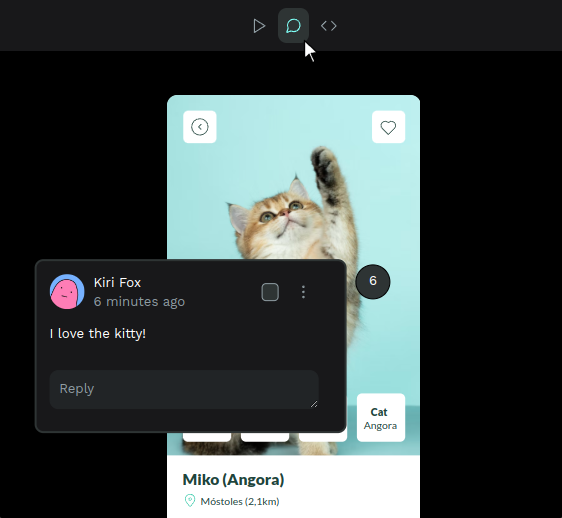 6
Kiri Fox
6 minutes ago
I love the kitty!
Reply
Cat
Angora
Miko (Angora)
Móstoles (2,1km)